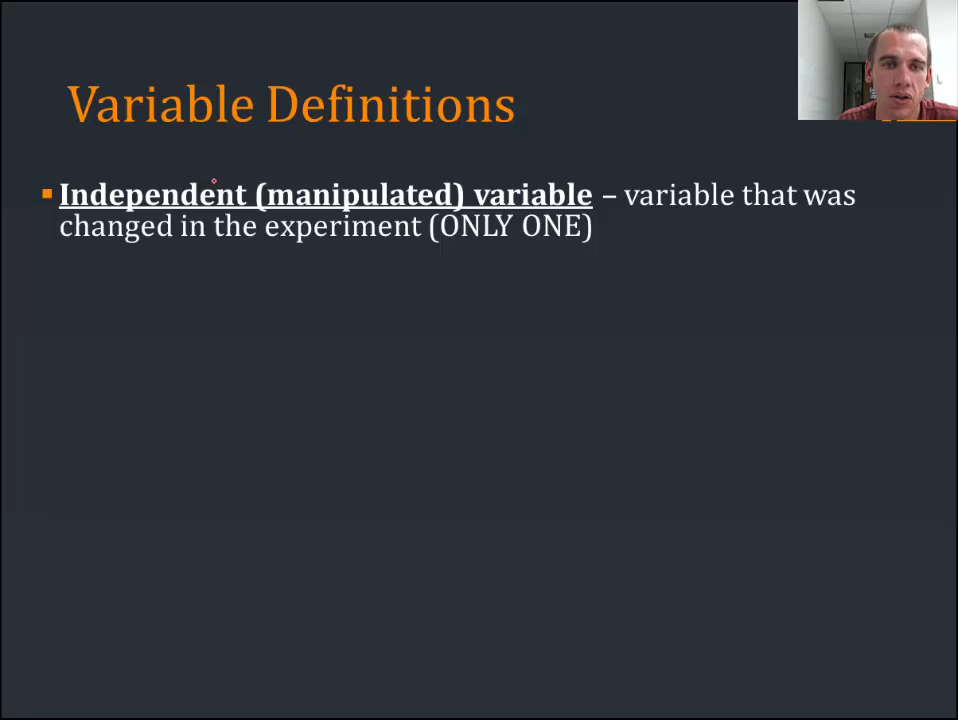 Variable Definitions
Independent (manipulated) variable – variable that was
changed in the experiment (ONLY ONE)